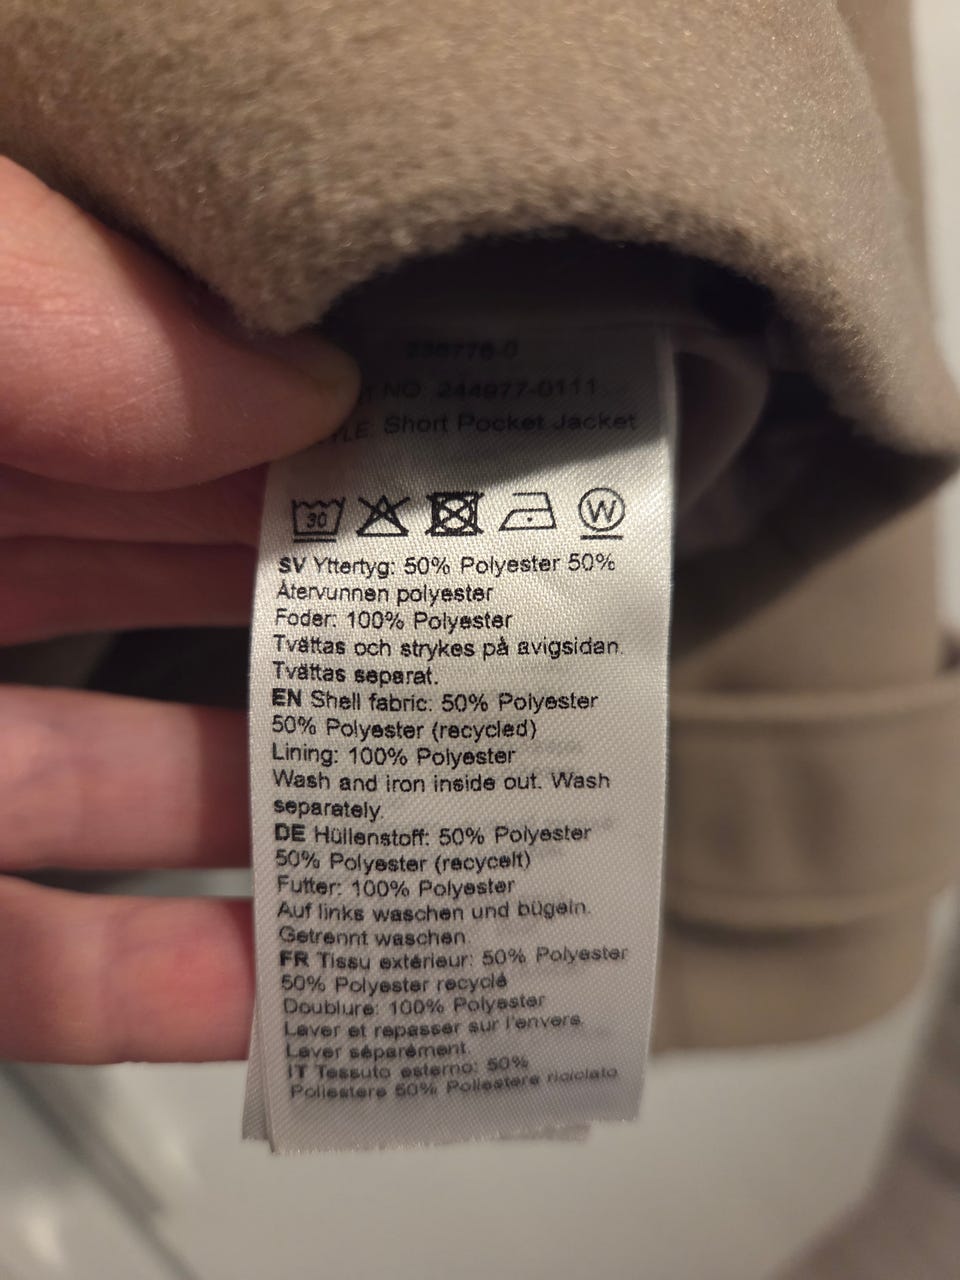 NO: 244977-0111
Short Pocket Jacket
30 W
SV Yttertyg: 50% Polyester 50%
Återvunnen polyester
Foder: 100% Polyester
Tvättas och strykes på avigsidan.
Tvättas separat.
EN Shell fabric: 50% Polyester
50% Polyester (recycled)
Lining: 100% Polyester
Wash and iron inside out. Wash
separately.
DE Hüllenstoff: 50% Polyester
50% Polyester (recycelt)
Futter: 100% Polyester
Auf links waschen und bügeln.
Getrennt waschen.
FR Tissu extérieur: 50% Polyester
50% Polyester recyclé
Doublure: 100% Polyester
Laver et repasser sur l'envers.
Laver séparément.
IT Tessuto esterno: 50%
Poliestere 50% Poliestere riciclato